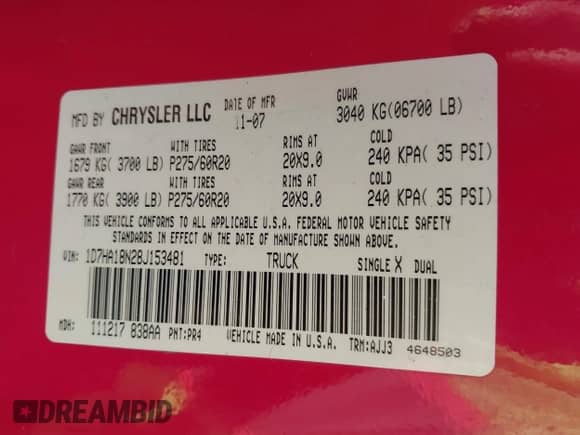 MFD BY CHRYSLER LLC DATE OF MFR 11-07 GVWR 3040 KG(06700 LB)
GAWR FRONT WITH TIRES RIMS AT COLD
1679 KG( 3700 LB) P275/60R20 20X9.0 240 KPA( 35 PSI)
GAWR REAR WITH TIRES RIMS AT COLD
1770 KG( 3900 LB) P275/60R20 20X9.0 240 KPA( 35 PSI)
THIS VEHICLE CONFORMS TO ALL APPLICABLE U.S.A. FEDERAL MOTOR VEHICLE SAFETY
STANDARDS IN EFFECT ON THE DATE OF MANUFACTURE SHOWN ABOVE.
VIN: 1D7HA18N28J153481 TYPE: TRUCK SINGLE X DUAL
MDH: 111217 838AA PNT:PR4 VEHICLE MADE IN U.S.A. TRM:AJJ3 4648503
DREAMBID